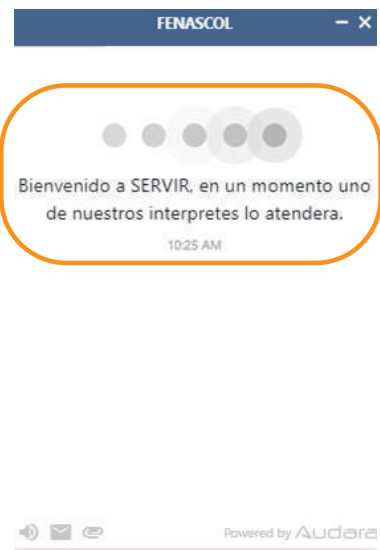 FENASCOL
Bienvenido a SERVIR, en un momento uno
de nuestros interpretes lo atendera.
10:25 AM
Powered by Audara